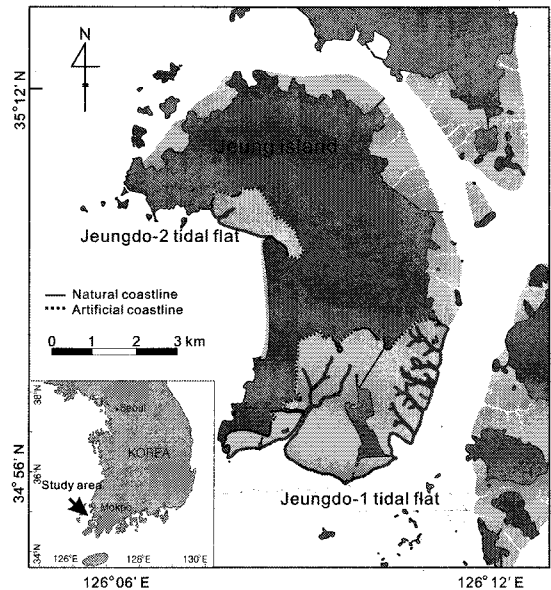 N
35°12' N
Jeung island
Jeungdo-2 tidal flat
Natural coastline
Artificial coastline
0 1 2 3 km
38°N
Seoul
KOREA
36°N
Study area
Mokpo
34°N
126°E 128°E 130°E
34°56' N
Jeungdo-1 tidal flat
126°06' E
126°12' E